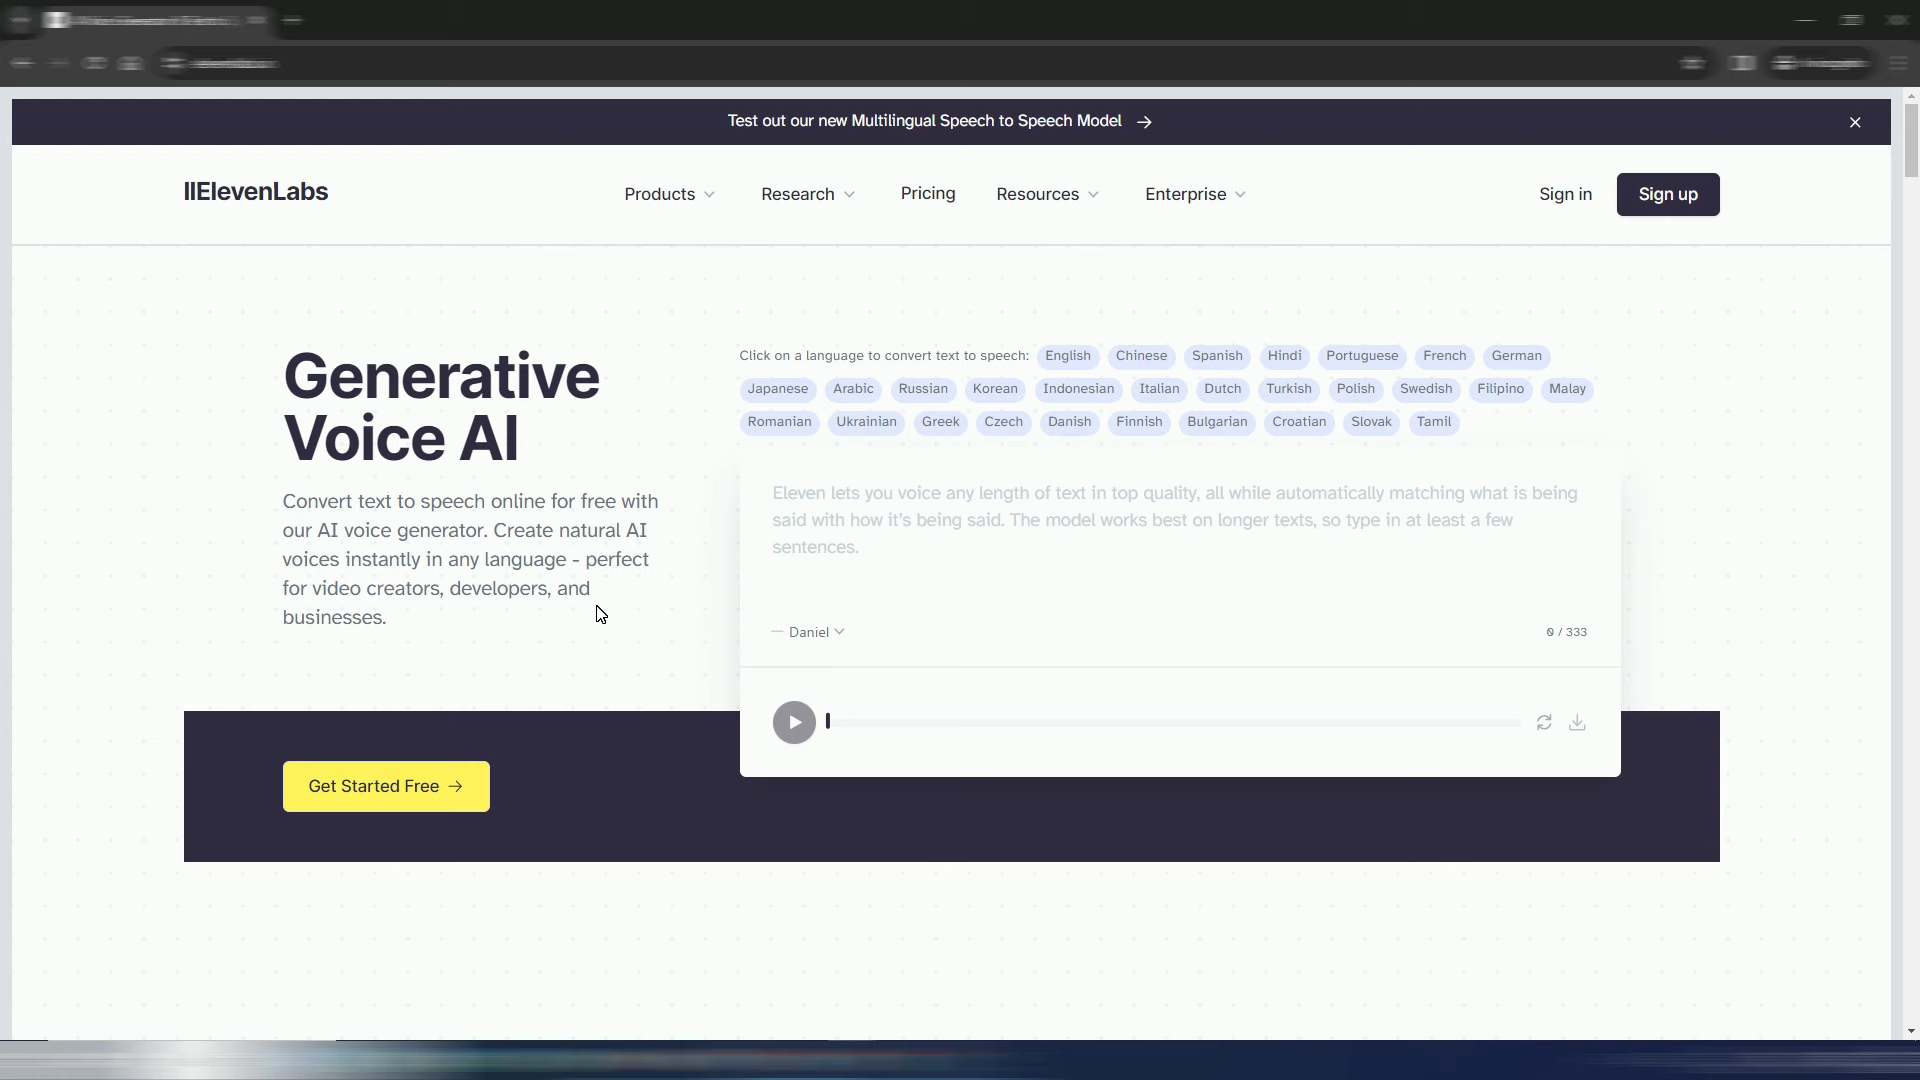 Test out our new Multilingual Speech to Speech Model →
IIElevenLabs
Products
Research
Pricing
Resources
Enterprise
Sign in
Sign up
Generative
Voice AI
Convert text to speech online for free with
our AI voice generator. Create natural AI
voices instantly in any language - perfect
for video creators, developers, and
businesses.
Click on a language to convert text to speech: English Chinese Spanish Hindi Portuguese French German
Japanese Arabic Russian Korean Indonesian Italian Dutch Turkish Polish Swedish Filipino Malay
Romanian Ukrainian Greek Czech Danish Finnish Bulgarian Croatian Slovak Tamil
Eleven lets you voice any length of text in top quality, all while automatically matching what is being
said with how it’s being said. The model works best on longer texts, so type in at least a few
sentences.
— Daniel
0 / 333
Get Started Free →